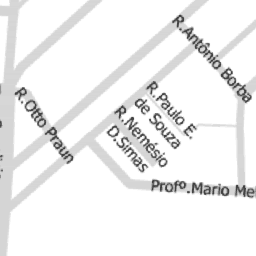 R.Antônio Borba
R.Paulo E.
de Souza
R.Otto Praun
R.Nemésio
D.Simas
Profº.Mario Mel